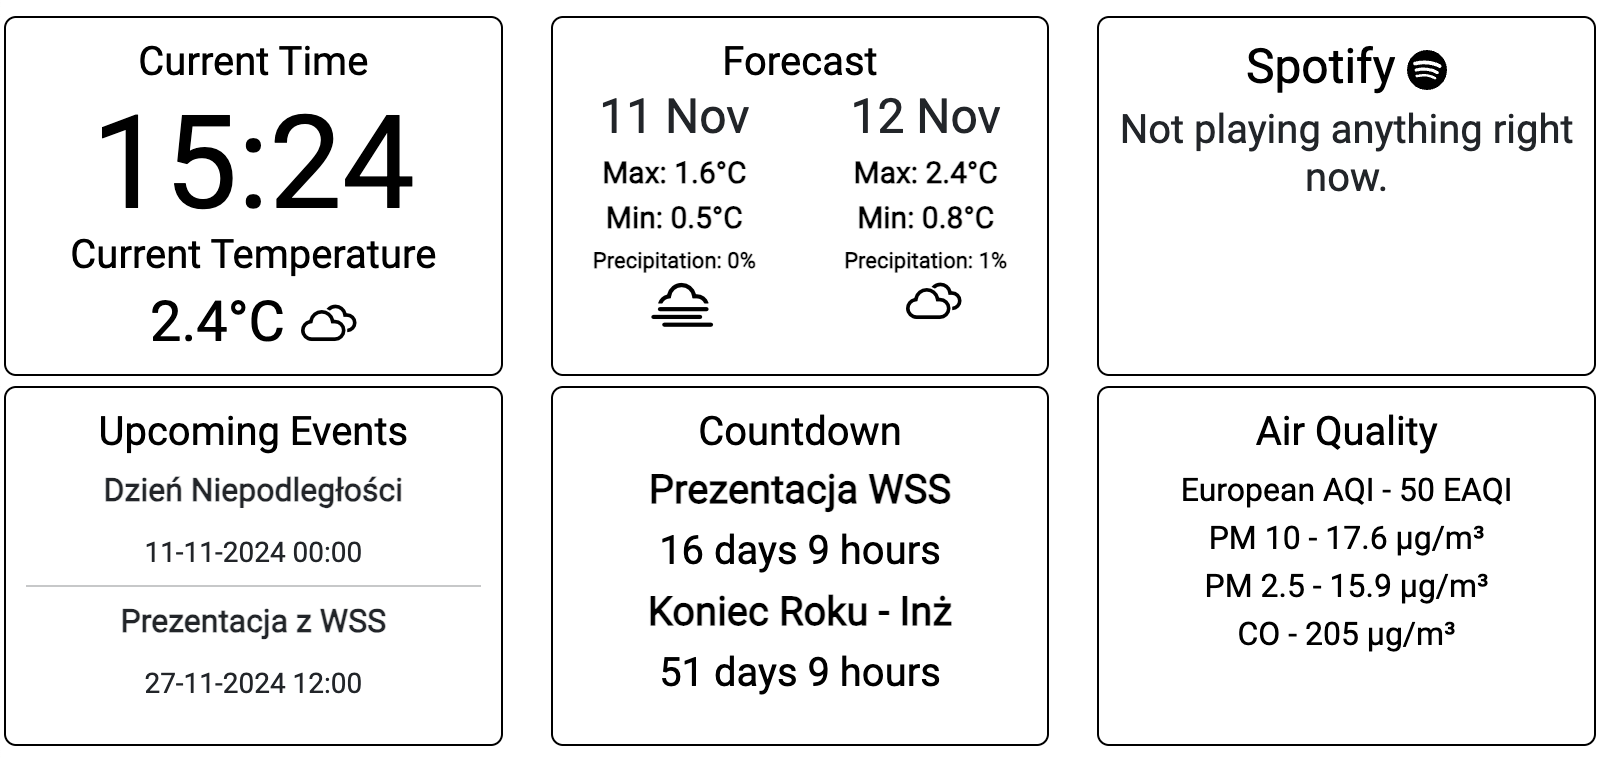 Current Time
15:24
Current Temperature
2.4°C
Forecast
11 Nov
Max: 1.6°C
Min: 0.5°C
Precipitation: 0%
12 Nov
Max: 2.4°C
Min: 0.8°C
Precipitation: 1%
Spotify
Not playing anything right
now.
Upcoming Events
Dzień Niepodległości
11-11-2024 00:00
Prezentacja z WSS
27-11-2024 12:00
Countdown
Prezentacja WSS
16 days 9 hours
Koniec Roku - Inż
51 days 9 hours
Air Quality
European AQI - 50 EAQI
PM 10 - 17.6 µg/m³
PM 2.5 - 15.9 µg/m³
CO - 205 µg/m³